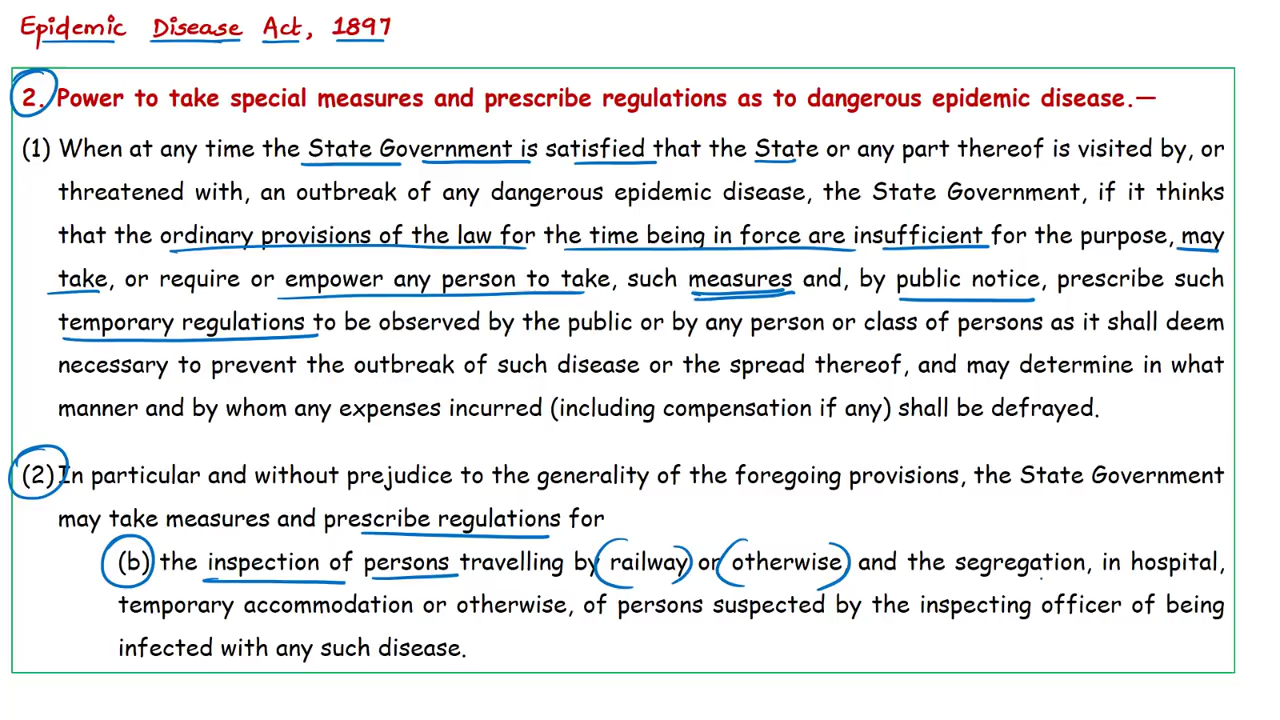 Epidemic Disease Act, 1897
2. Power to take special measures and prescribe regulations as to dangerous epidemic disease.—
(1) When at any time the State Government is satisfied that the State or any part thereof is visited by, or
threatened with, an outbreak of any dangerous epidemic disease, the State Government, if it thinks
that the ordinary provisions of the law for the time being in force are insufficient for the purpose, may
take, or require or empower any person to take, such measures and, by public notice, prescribe such
temporary regulations to be observed by the public or by any person or class of persons as it shall deem
necessary to prevent the outbreak of such disease or the spread thereof, and may determine in what
manner and by whom any expenses incurred (including compensation if any) shall be defrayed.
(2) In particular and without prejudice to the generality of the foregoing provisions, the State Government
may take measures and prescribe regulations for
(b) the inspection of persons travelling by railway or otherwise and the segregation, in hospital,
temporary accommodation or otherwise, of persons suspected by the inspecting officer of being
infected with any such disease.